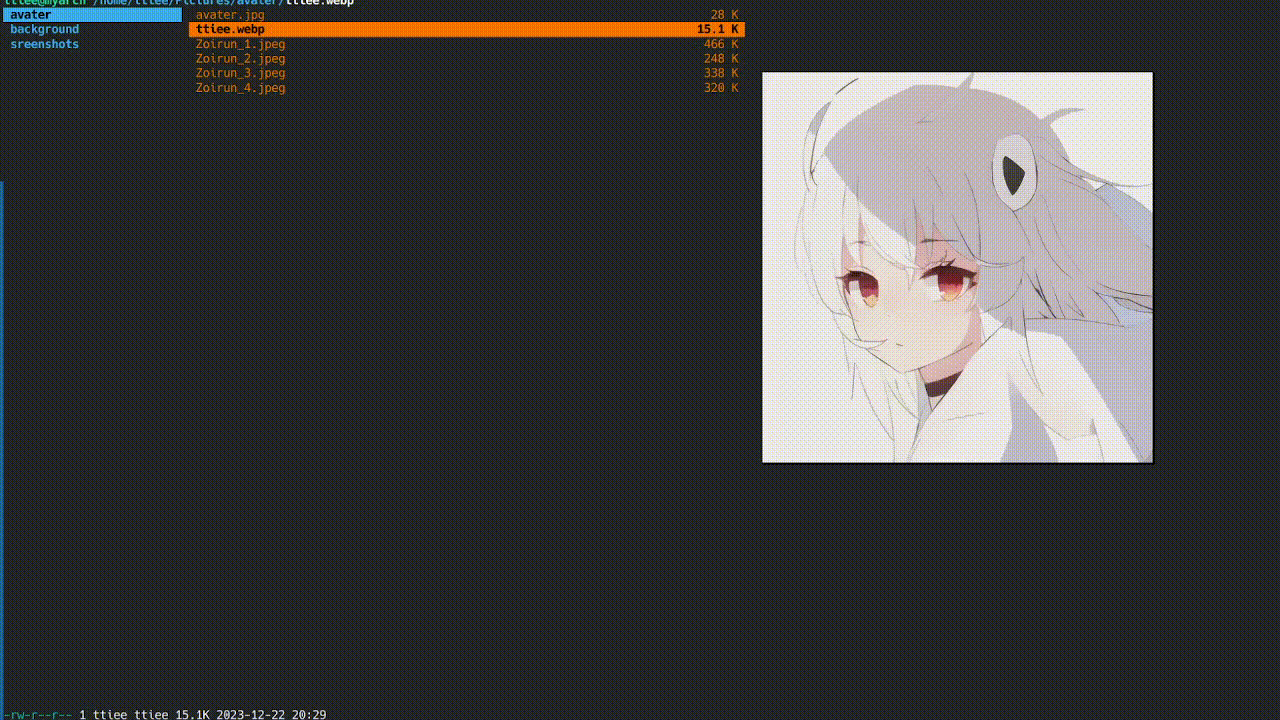 ttiee@myarch /home/ttiee/Pictures/avater/ttiee.webp
avater avater.jpg 28 K
background ttiee.webp 15.1 K
sreenshots Zoirun_1.jpeg 466 K
Zoirun_2.jpeg 248 K
Zoirun_3.jpeg 338 K
Zoirun_4.jpeg 320 K
-rw-r--r-- 1 ttiee ttiee 15.1K 2023-12-22 20:29